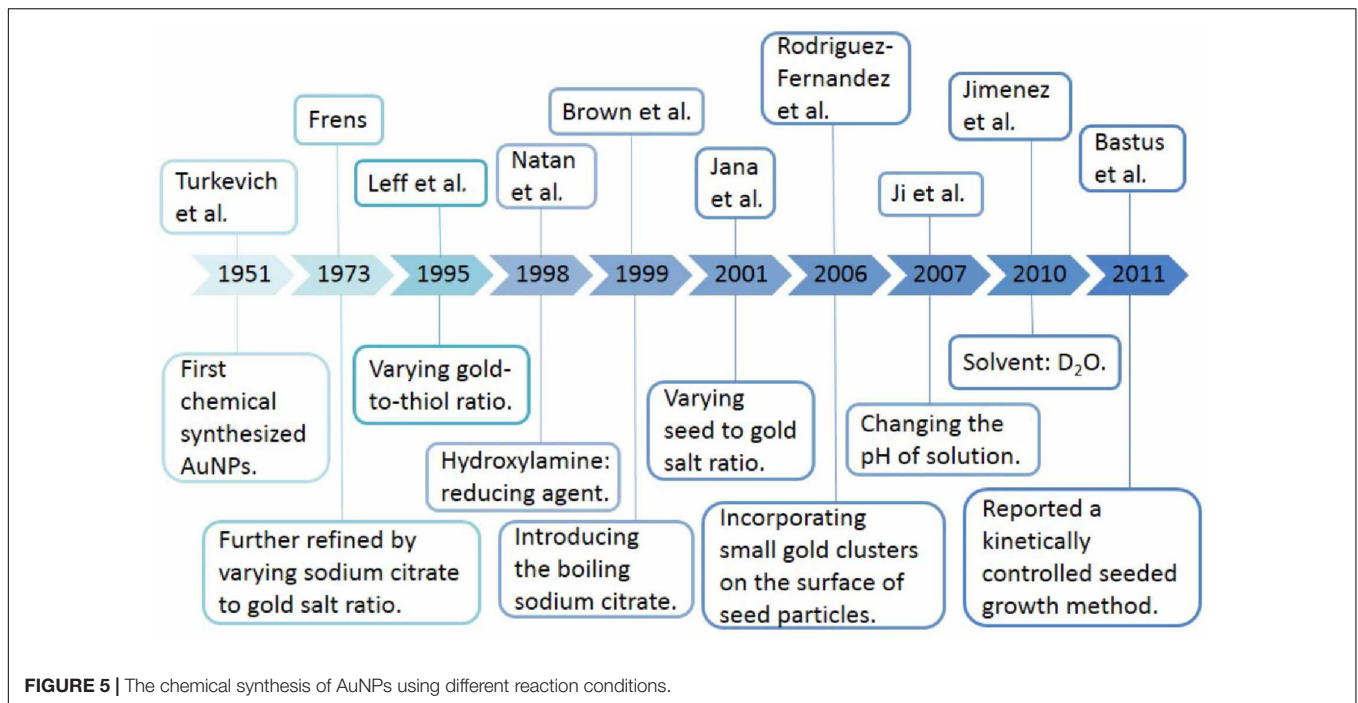 Turkevich
et al.
Frens
Leff et al.
Natan
et al.
Brown et al.
Jana
et al.
Rodriguez-
Fernandez
et al.
Ji et al.
Jimenez
et al.
Bastus
et al.
1951
1973
1995
1998
1999
2001
2006
2007
2010
2011
First
chemical
synthesized
AuNPs.
Further refined by
varying sodium citrate
to gold salt ratio.
Varying gold-
to-thiol ratio.
Hydroxylamine:
reducing agent.
Introducing
the boiling
sodium citrate.
Varying
seed to gold
salt ratio.
Incorporating
small gold clusters
on the surface of
seed particles.
Changing the
pH of solution.
Solvent: D₂O.
Reported a
kinetically
controlled seeded
growth method.
FIGURE 5 | The chemical synthesis of AuNPs using different reaction conditions.